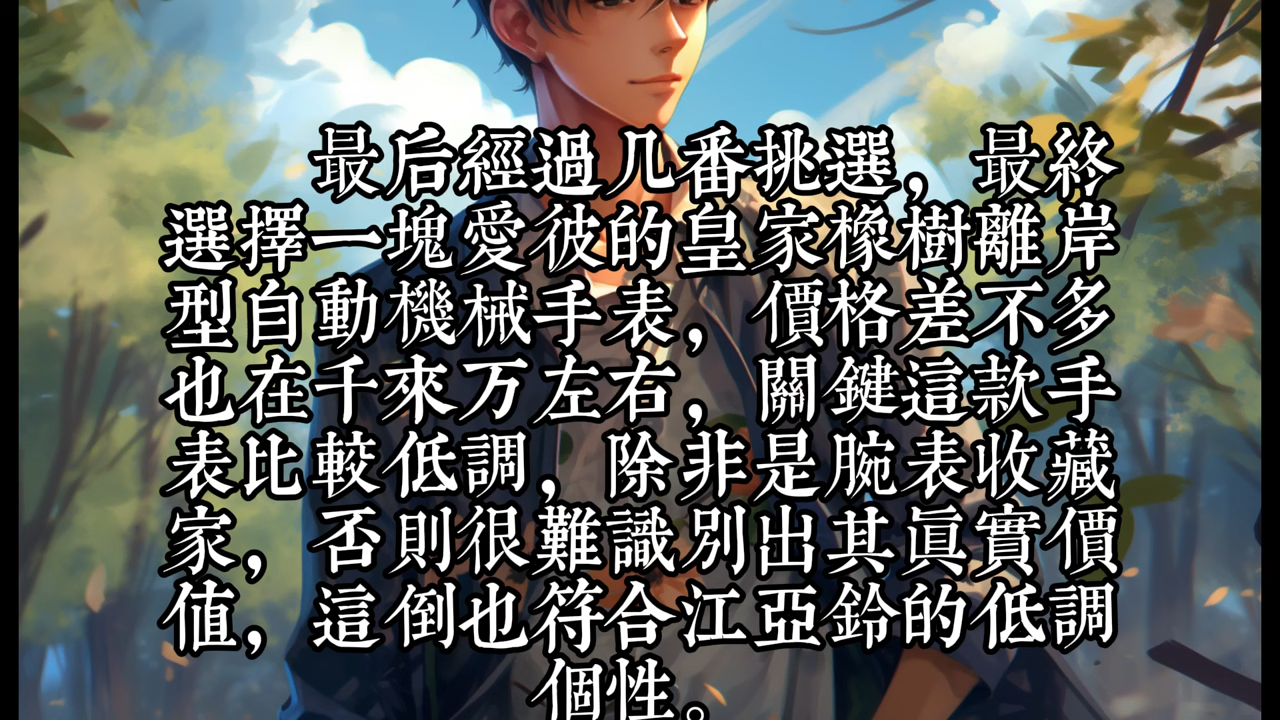 最后經過几番挑選，最終
選擇一塊愛彼的皇家橡樹離岸
型自動機械手表，價格差不多
也在千來万左右，關鍵這款手
表比較低調，除非是腕表收藏
家，否則很難識別出其真實價
值，這倒也符合江亞鈴的低調
個性。